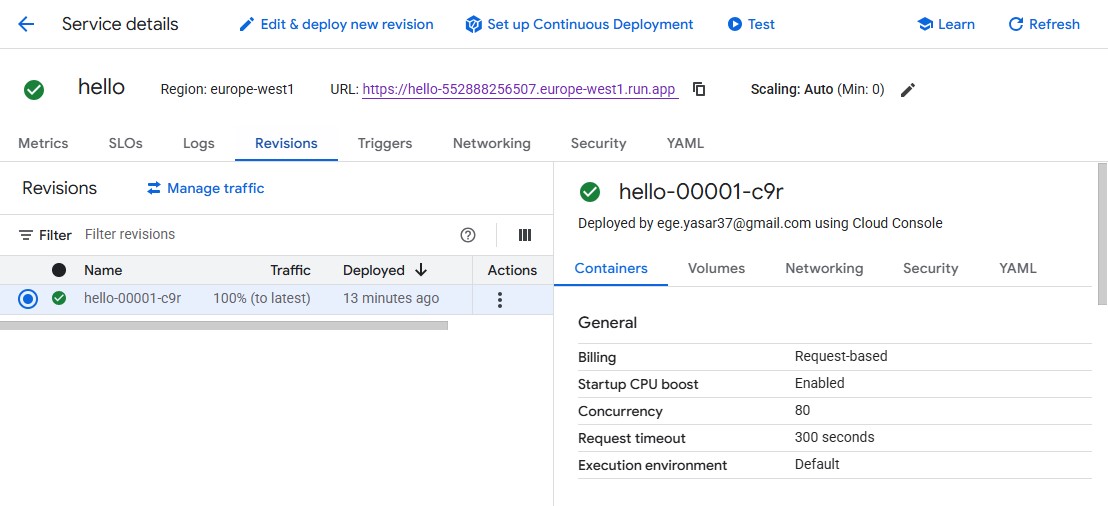 Service details Edit & deploy new revision Set up Continuous Deployment Test Learn Refresh
hello Region: europe-west1 URL: https://hello-552888256507.europe-west1.run.app Scaling: Auto (Min: 0)
Metrics SLOs Logs Revisions Triggers Networking Security YAML
Revisions Manage traffic
Filter Filter revisions
Name Traffic Deployed Actions
hello-00001-c9r 100% (to latest) 13 minutes ago
hello-00001-c9r
Deployed by ege.yasar37@gmail.com using Cloud Console
Containers Volumes Networking Security YAML
General
Billing Request-based
Startup CPU boost Enabled
Concurrency 80
Request timeout 300 seconds
Execution environment Default